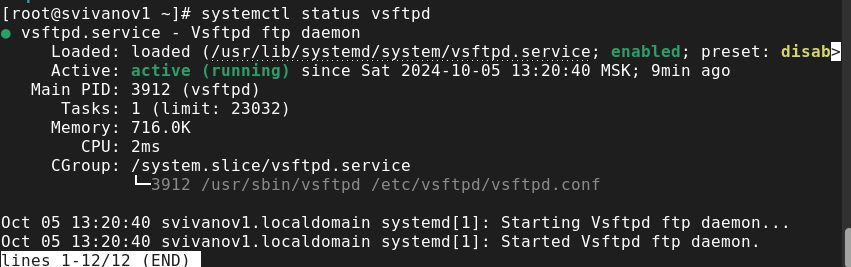 [root@svivanov1 ~]# systemctl status vsftpd
● vsftpd.service - Vsftpd ftp daemon
     Loaded: loaded (/usr/lib/systemd/system/vsftpd.service; enabled; preset: disab>
     Active: active (running) since Sat 2024-10-05 13:20:40 MSK; 9min ago
   Main PID: 3912 (vsftpd)
      Tasks: 1 (limit: 23032)
     Memory: 716.0K
        CPU: 2ms
     CGroup: /system.slice/vsftpd.service
             └─3912 /usr/sbin/vsftpd /etc/vsftpd/vsftpd.conf

Oct 05 13:20:40 svivanov1.localdomain systemd[1]: Starting Vsftpd ftp daemon...
Oct 05 13:20:40 svivanov1.localdomain systemd[1]: Started Vsftpd ftp daemon.
lines 1-12/12 (END)